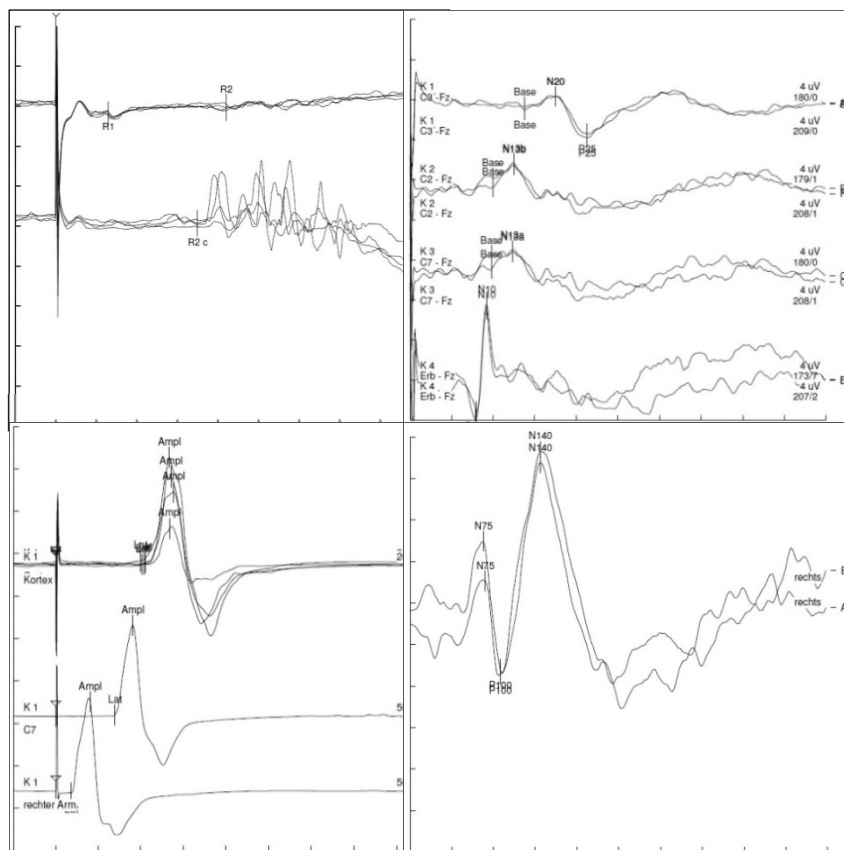 R1
R2
R2 c
K 1
C3'-Fz
Base
N20
4 uV
180/0
K 1
C3'-Fz
Base
P25
4 uV
209/0
K 2
C2 - Fz
Base
N13b
4 uV
179/1
K 2
C2 - Fz
Base
4 uV
208/1
K 3
C7 - Fz
Base
N13a
4 uV
180/0
K 3
C7 - Fz
Base
4 uV
208/1
N10
N10
K 4
Erb - Fz
4 uV
173/7
K 4
Erb - Fz
4 uV
207/2
Ampl
Ampl
Ampl
Ampl
K 1
Kortex
Ampl
Lat
K 1
C7
Ampl
K 1
rechter Arm,
N140
N140
N75
N75
rechts
rechts
P100
P100